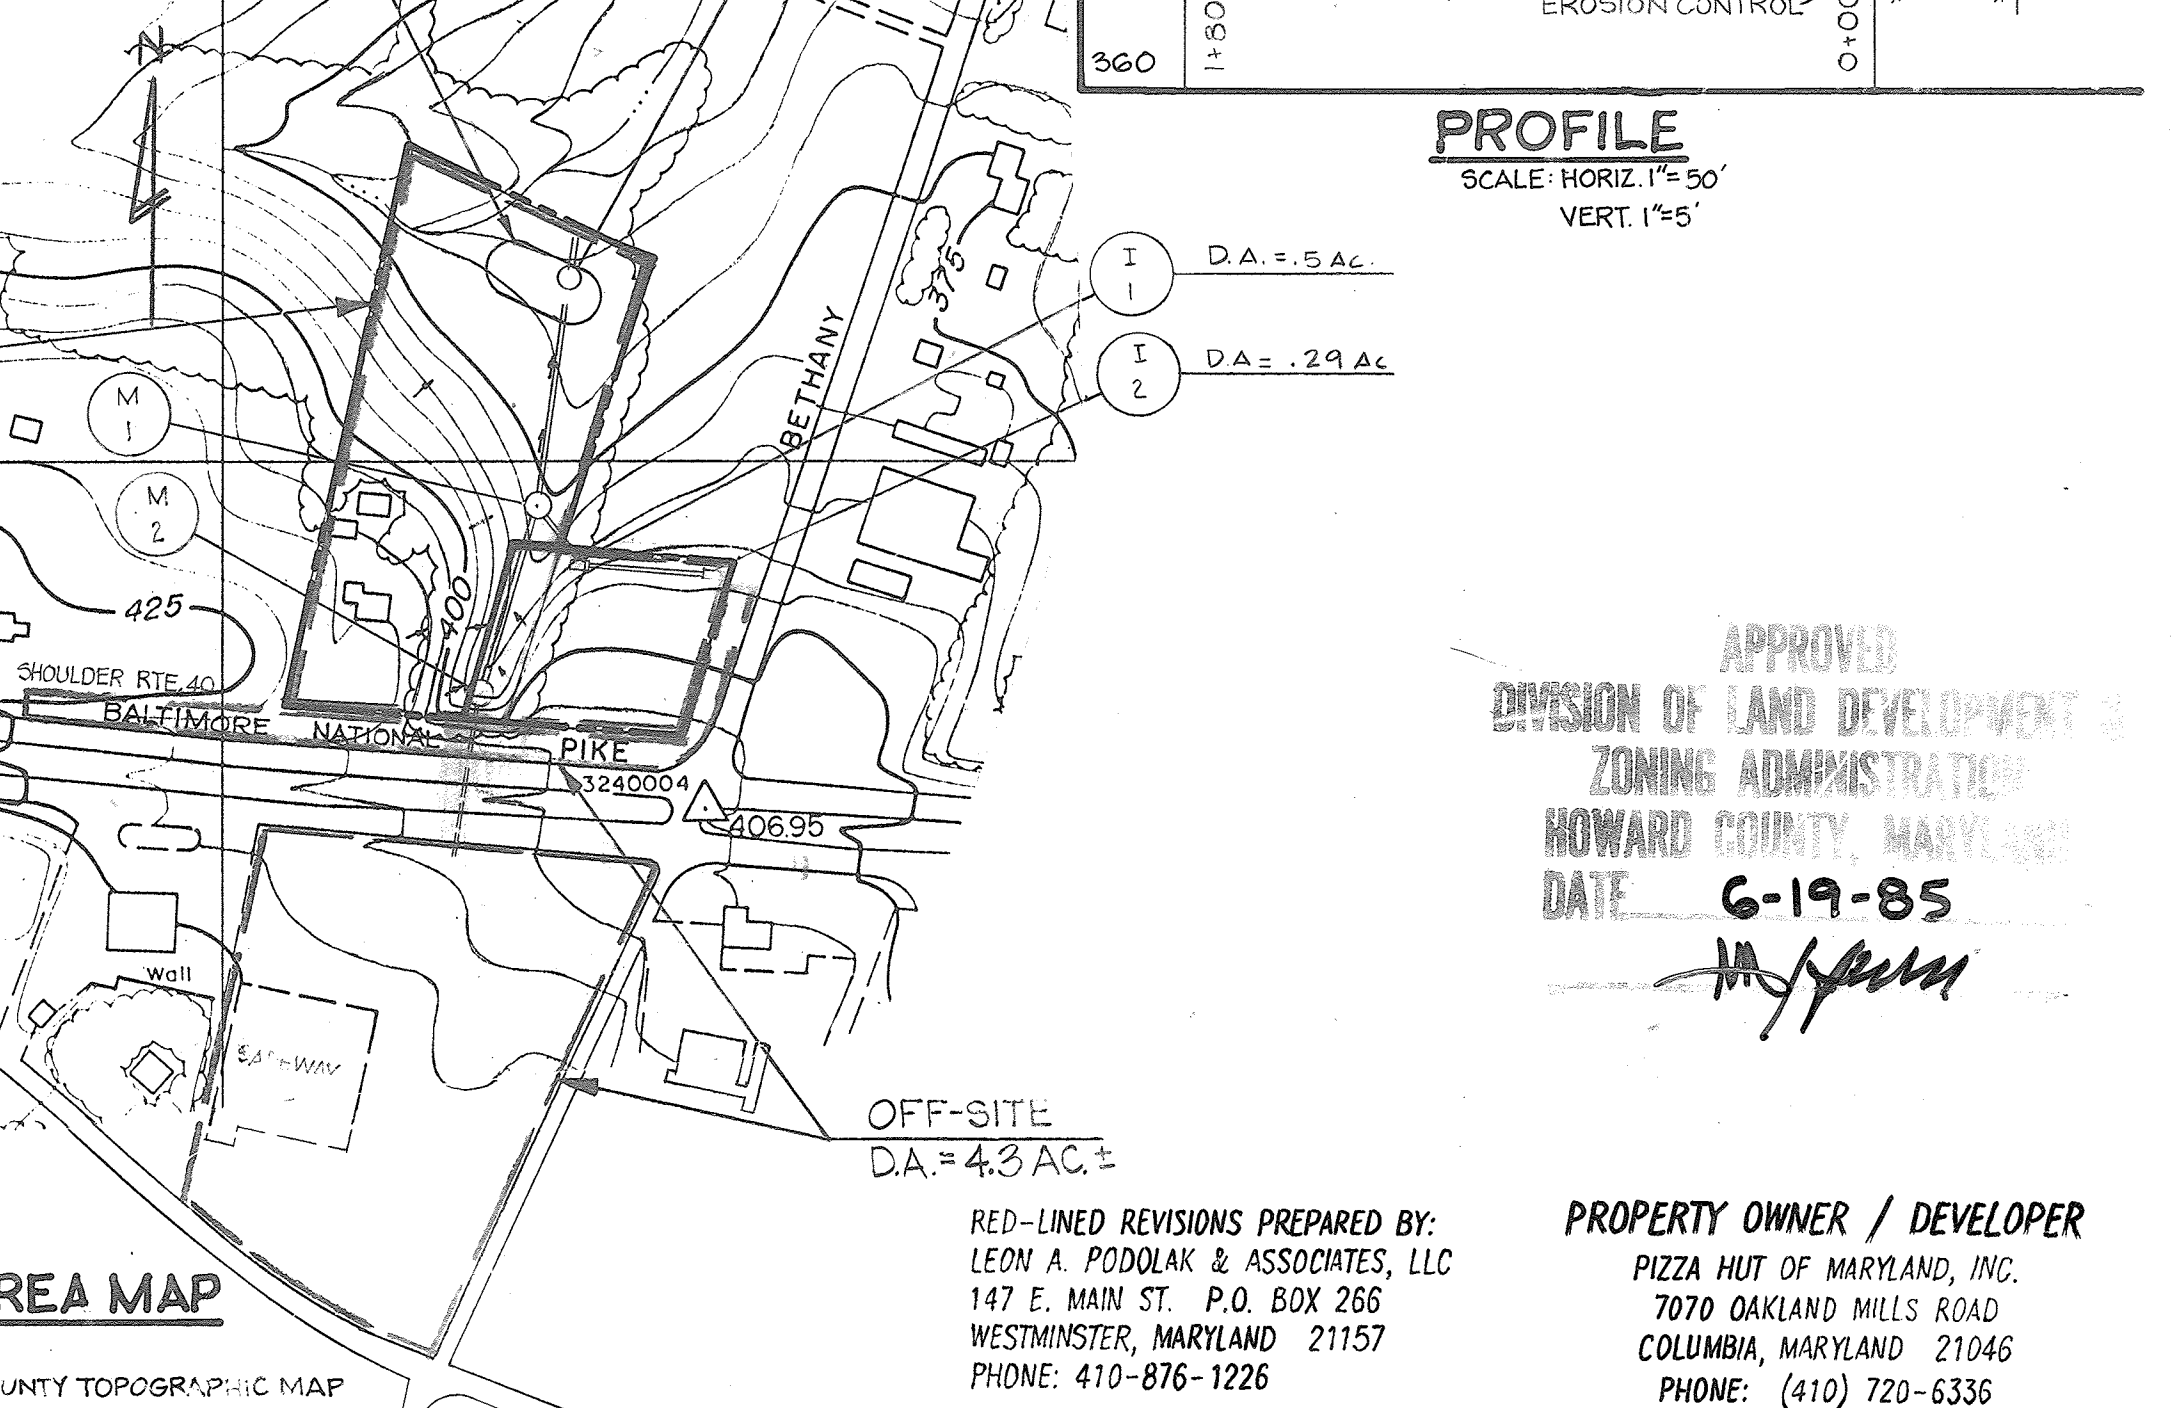 EROSION CONTROL
1+80
0+00
360
PROFILE
SCALE: HORIZ. 1"= 50'
VERT. 1"=5'
N
I
1
D.A. = .5 AC.
I
2
D.A = .29 AC
375
BETHANY
M
1
M
2
400
425
SHOULDER RTE. 40
BALTIMORE NATIONAL PIKE
3240004
406.95
Wall
SAFEWAY
OFF-SITE
D.A. = 4.3 AC. ±
APPROVED
DIVISION OF LAND DEVELOPMENT &
ZONING ADMINISTRATION
HOWARD COUNTY, MARYLAND
DATE 6-19-85
REA MAP
UNTY TOPOGRAPHIC MAP
RED-LINED REVISIONS PREPARED BY:
LEON A. PODOLAK & ASSOCIATES, LLC
147 E. MAIN ST. P.O. BOX 266
WESTMINSTER, MARYLAND 21157
PHONE: 410-876-1226
PROPERTY OWNER / DEVELOPER
PIZZA HUT OF MARYLAND, INC.
7070 OAKLAND MILLS ROAD
COLUMBIA, MARYLAND 21046
PHONE: (410) 720-6336